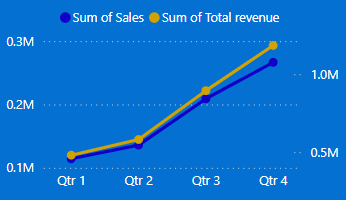 Sum of Sales Sum of Total revenue
0.3M
1.0M
0.2M
0.5M
0.1M
Qtr 1 Qtr 2 Qtr 3 Qtr 4